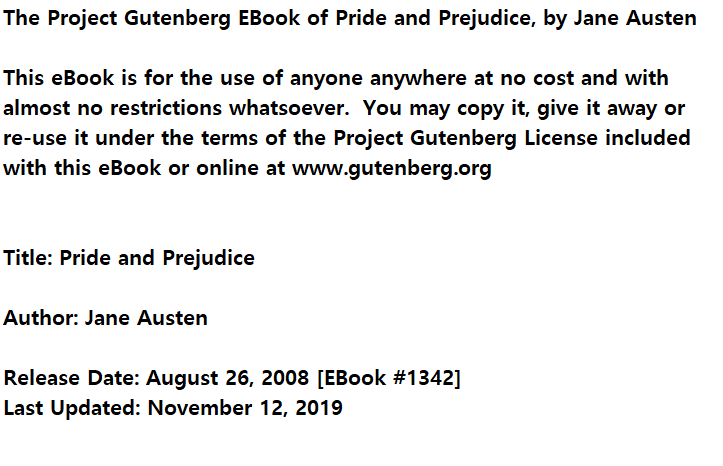 The Project Gutenberg EBook of Pride and Prejudice, by Jane Austen
This eBook is for the use of anyone anywhere at no cost and with
almost no restrictions whatsoever.  You may copy it, give it away or
re-use it under the terms of the Project Gutenberg License included
with this eBook or online at www.gutenberg.org
Title: Pride and Prejudice
Author: Jane Austen
Release Date: August 26, 2008 [EBook #1342]
Last Updated: November 12, 2019